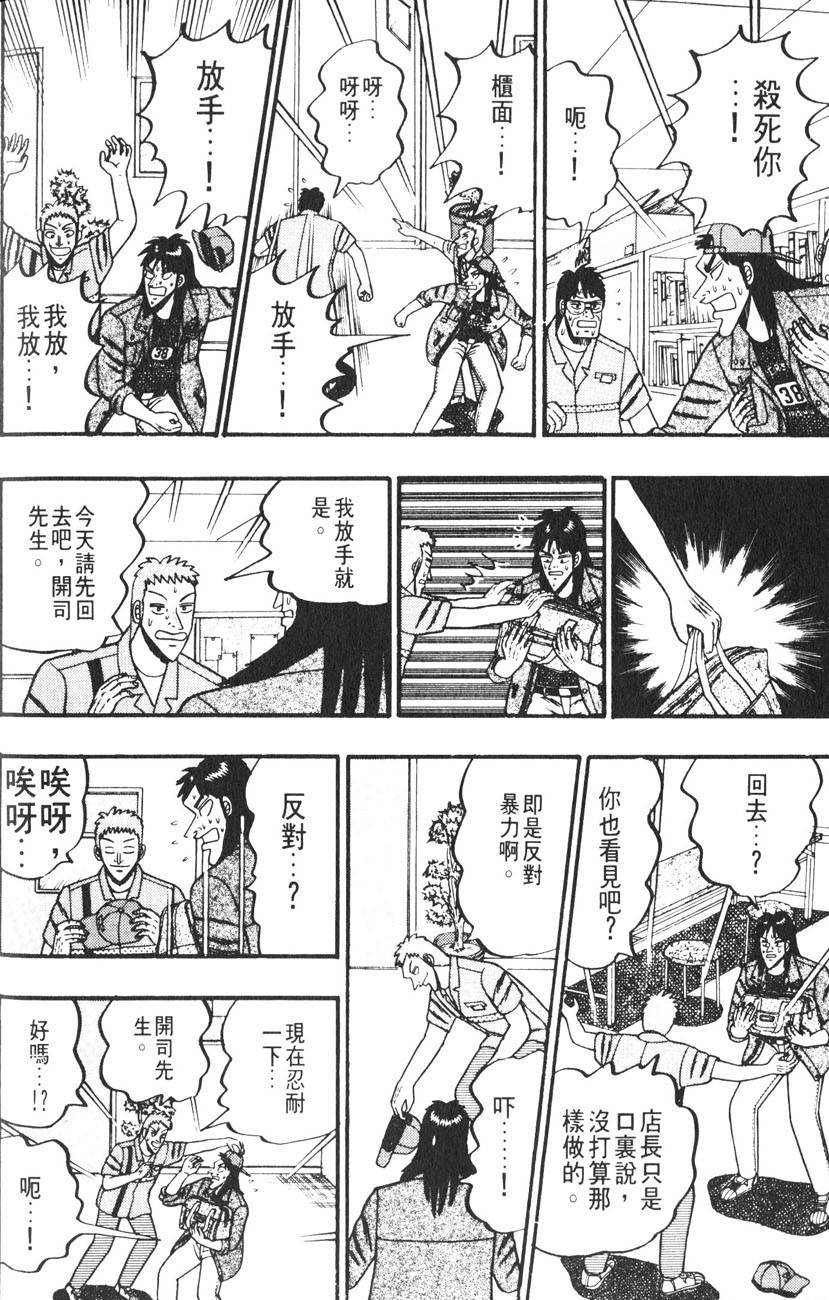 殺死你
…！
38
呃…！
櫃面
…！
呀…
呀呀…
放手…！
放手…！
38
我放，
我放…！
我放手就
是。
今天請先回
去吧，開司
先生。
回去…？
你也看見吧？
店長只是
口裏說，
沒打算那
樣做的。
即是反對
暴力啊。
吓……！
反對…？
唉呀，
唉呀…
現在忍耐
一下…
開司先
生。
好嗎…!?
呃…！